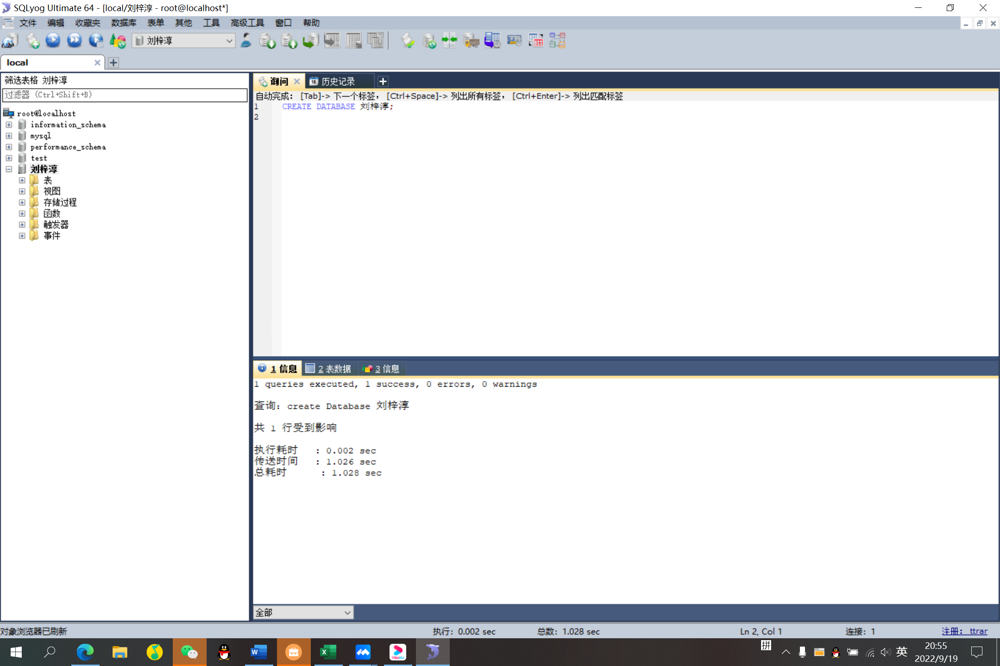 SQLyog Ultimate 64 - [local/刘梓淳 - root@localhost*]
文件 编辑 收藏夹 数据库 表单 其他 工具 高级工具 窗口 帮助
刘梓淳
local
筛选表格 刘梓淳
过滤器 (Ctrl+Shift+B)
root@localhost
information_schema
mysql
performance_schema
test
刘梓淳
表
视图
存储过程
函数
触发器
事件
询问 18 历史记录
自动完成: [Tab]-> 下一个标签, [Ctrl+Space]-> 列出所有标签, [Ctrl+Enter]-> 列出匹配标签
1 CREATE DATABASE 刘梓淳;
2
1 信息 2 表数据 3 信息
1 queries executed, 1 success, 0 errors, 0 warnings
查询: create Database 刘梓淳
共 1 行受到影响
执行耗时 : 0.002 sec
传送时间 : 1.026 sec
总耗时 : 1.028 sec
全部
对象浏览器已刷新 执行: 0.002 sec 总数: 1.028 sec Ln 2, Col 1 连接: 1 注册: ttrar
W X YOUKU 拼 英 20:55
2022/9/19